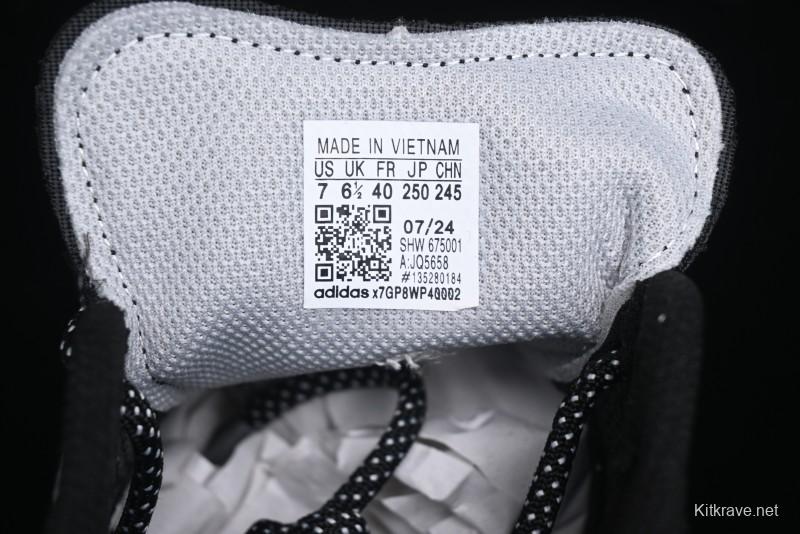 MADE IN VIETNAM
US UK FR JP CHN
7 6½ 40 250 245
07/24
SHW 675001
A:JQ5658
#135280184
adidas x7GP8WP40002
Kitkrave.net